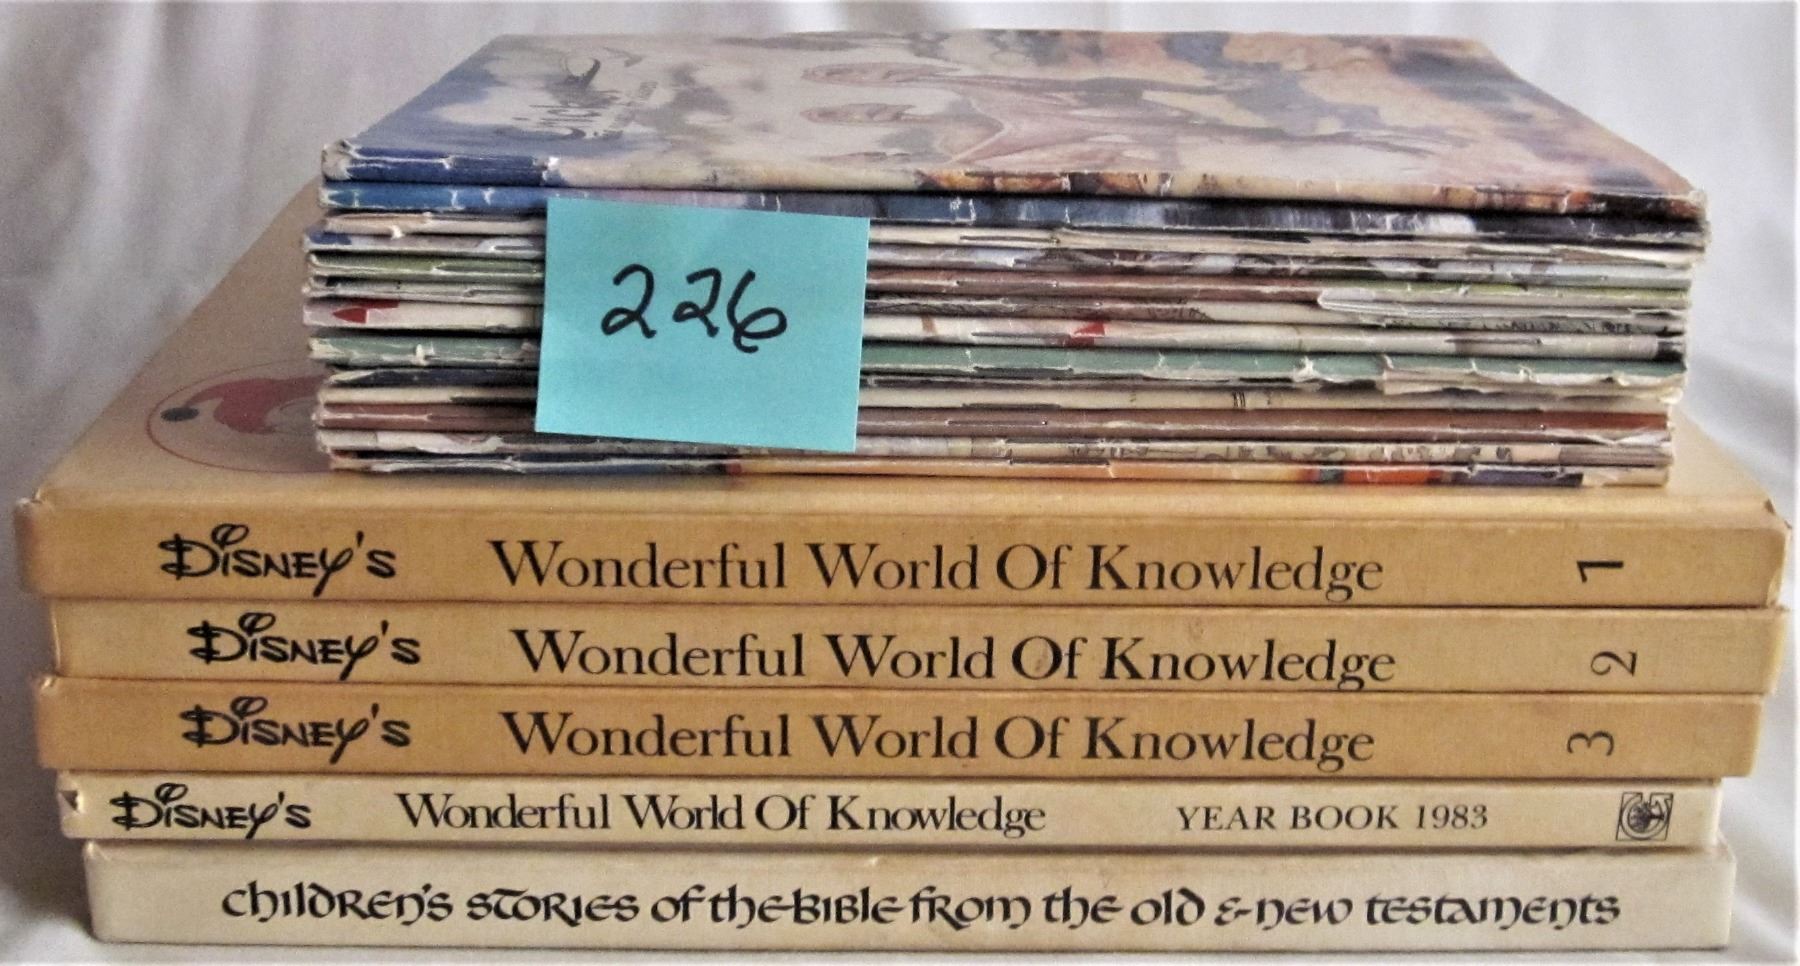 Cricket
226
Disney's Wonderful World Of Knowledge 1
Disney's Wonderful World Of Knowledge 2
Disney's Wonderful World Of Knowledge 3
Disney's Wonderful World Of Knowledge YEAR BOOK 1983
children's stories of the bible from the old & new testaments